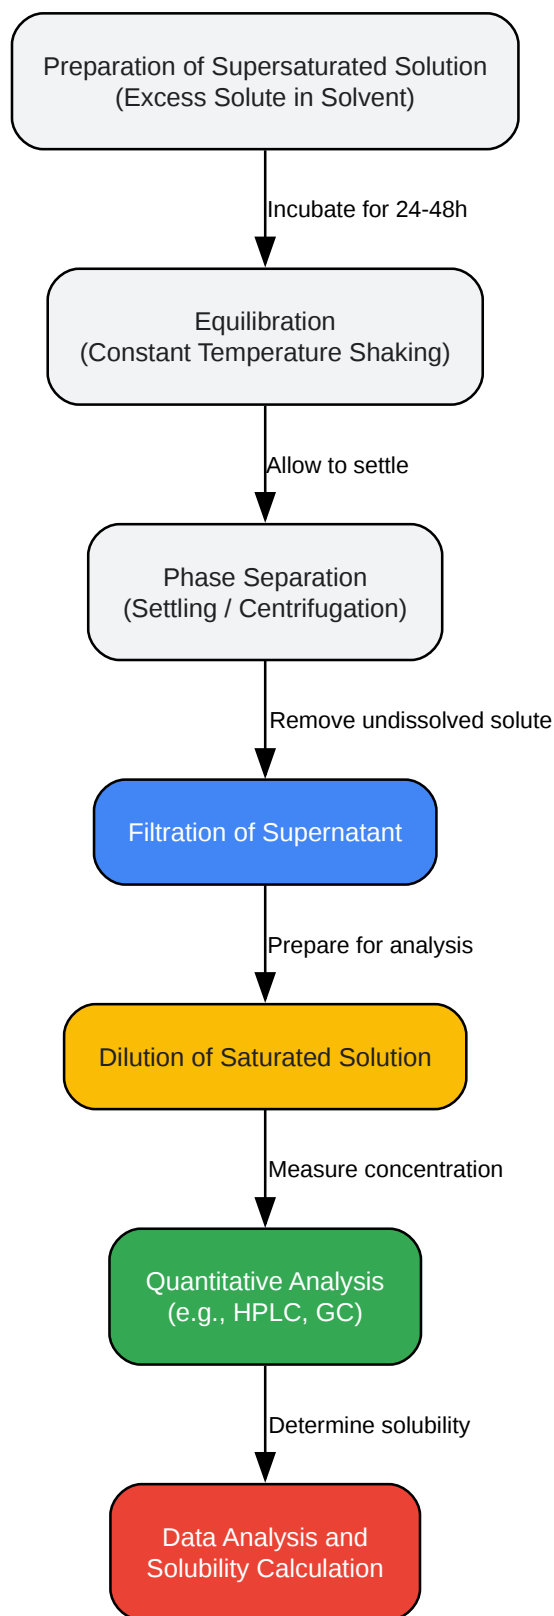 Preparation of Supersaturated Solution
(Excess Solute in Solvent)
Incubate for 24-48h
Equilibration
(Constant Temperature Shaking)
Allow to settle
Phase Separation
(Settling / Centrifugation)
Remove undissolved solute
Filtration of Supernatant
Prepare for analysis
Dilution of Saturated Solution
Measure concentration
Quantitative Analysis
(e.g., HPLC, GC)
Determine solubility
Data Analysis and
Solubility Calculation